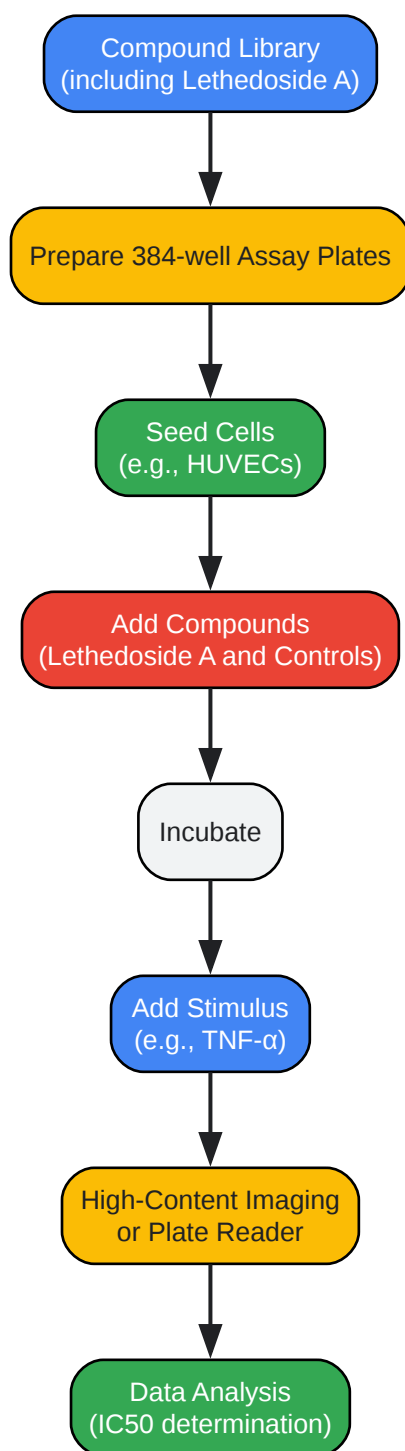 Compound Library
(including Lethedoside A)
Prepare 384-well Assay Plates
Seed Cells
(e.g., HUVECs)
Add Compounds
(Lethedoside A and Controls)
Incubate
Add Stimulus
(e.g., TNF-α)
High-Content Imaging
or Plate Reader
Data Analysis
(IC50 determination)